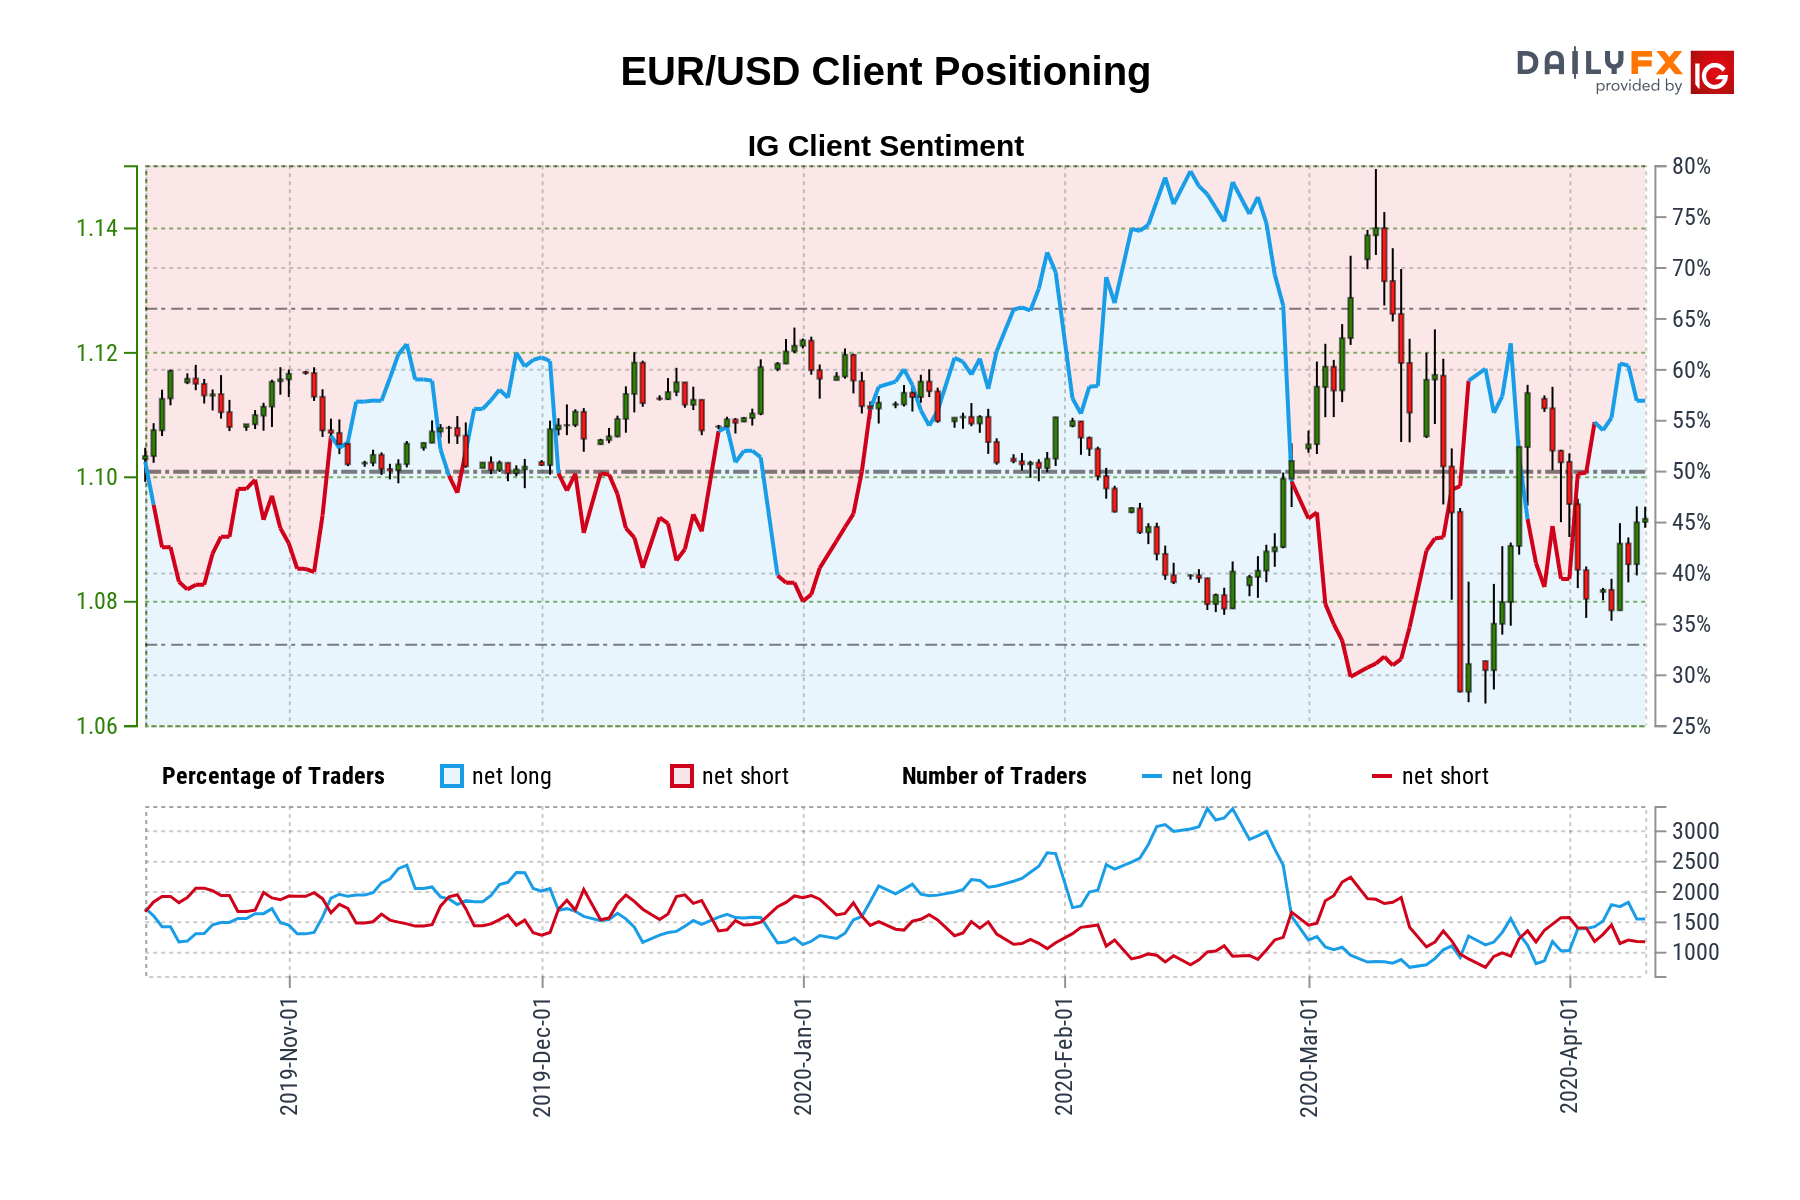 EUR/USD Client Positioning
DAILYFX
provided by
IG
IG Client Sentiment
1.14
1.12
1.10
1.08
1.06
80%
75%
70%
65%
60%
55%
50%
45%
40%
35%
30%
25%
Percentage of Traders net long net short Number of Traders net long net short
3000
2500
2000
1500
1000
2019-Nov-01
2019-Dec-01
2020-Jan-01
2020-Feb-01
2020-Mar-01
2020-Apr-01